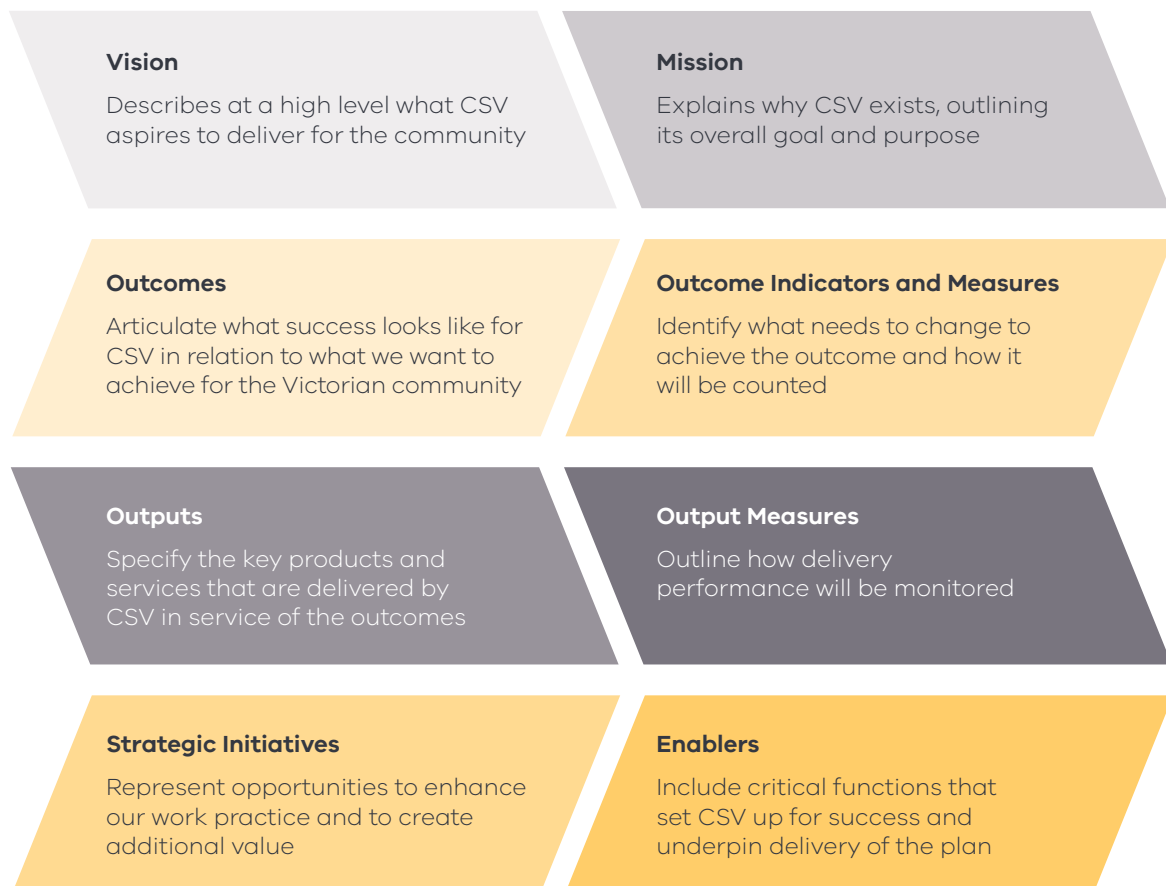 Vision
Describes at a high level what CSV
aspires to deliver for the community
Mission
Explains why CSV exists, outlining
its overall goal and purpose
Outcomes
Articulate what success looks like for
CSV in relation to what we want to
achieve for the Victorian community
Outcome Indicators and Measures
Identify what needs to change to
achieve the outcome and how it
will be counted
Outputs
Specify the key products and
services that are delivered by
CSV in service of the outcomes
Output Measures
Outline how delivery
performance will be monitored
Strategic Initiatives
Represent opportunities to enhance
our work practice and to create
additional value
Enablers
Include critical functions that
set CSV up for success and
underpin delivery of the plan